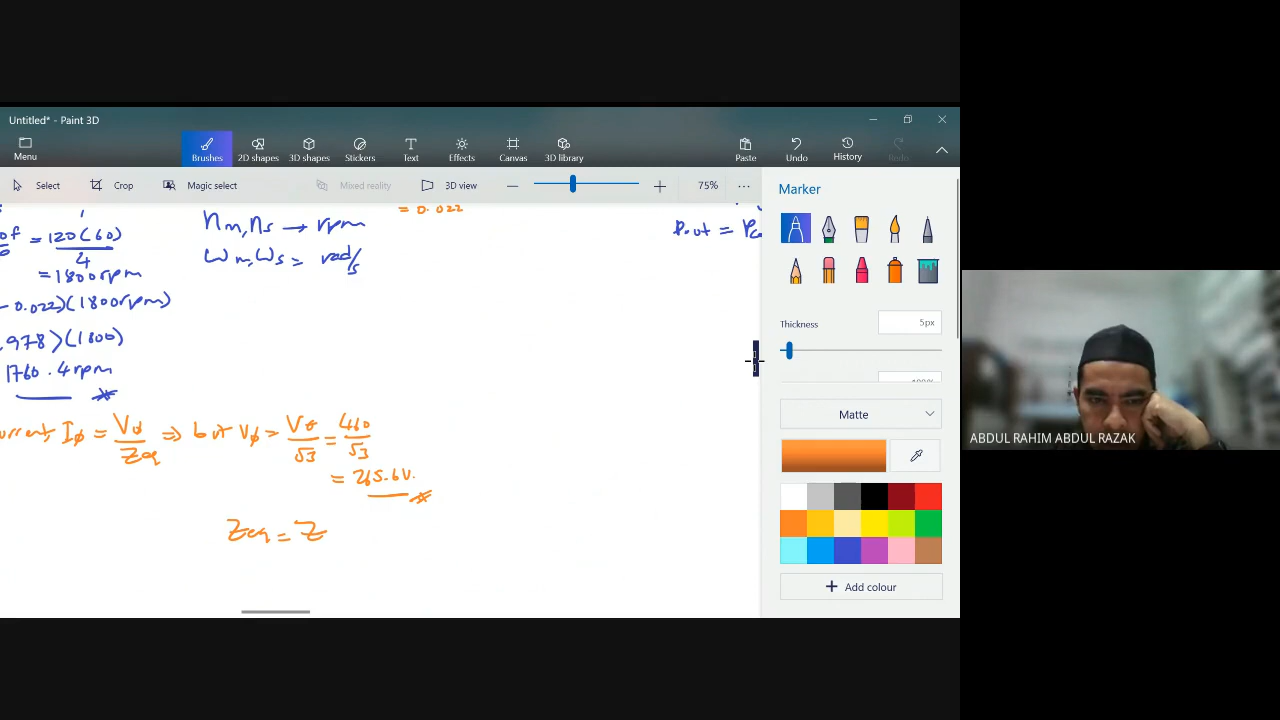 Untitled* - Paint 3D
Menu
Brushes
2D shapes
3D shapes
Stickers
Text
Effects
Canvas
3D library
Paste
Undo
History
Redo
Select
Crop
Magic select
Mixed reality
3D view
75%
Marker
Thickness
5px
Matte
Add colour
= 0.022
nm, ns → rpm
ωm, ωs = rad/s
= 120(60)
4
= 1800rpm
- 0.022)(1800rpm)
978)(1800)
1760.4rpm
Pout =
Iϕ = Vϕ / Zeq ⇒ but Vϕ = / √3 = 460 / √3
= 265.6V.
Zeq = Z
ABDUL RAHIM ABDUL RAZAK